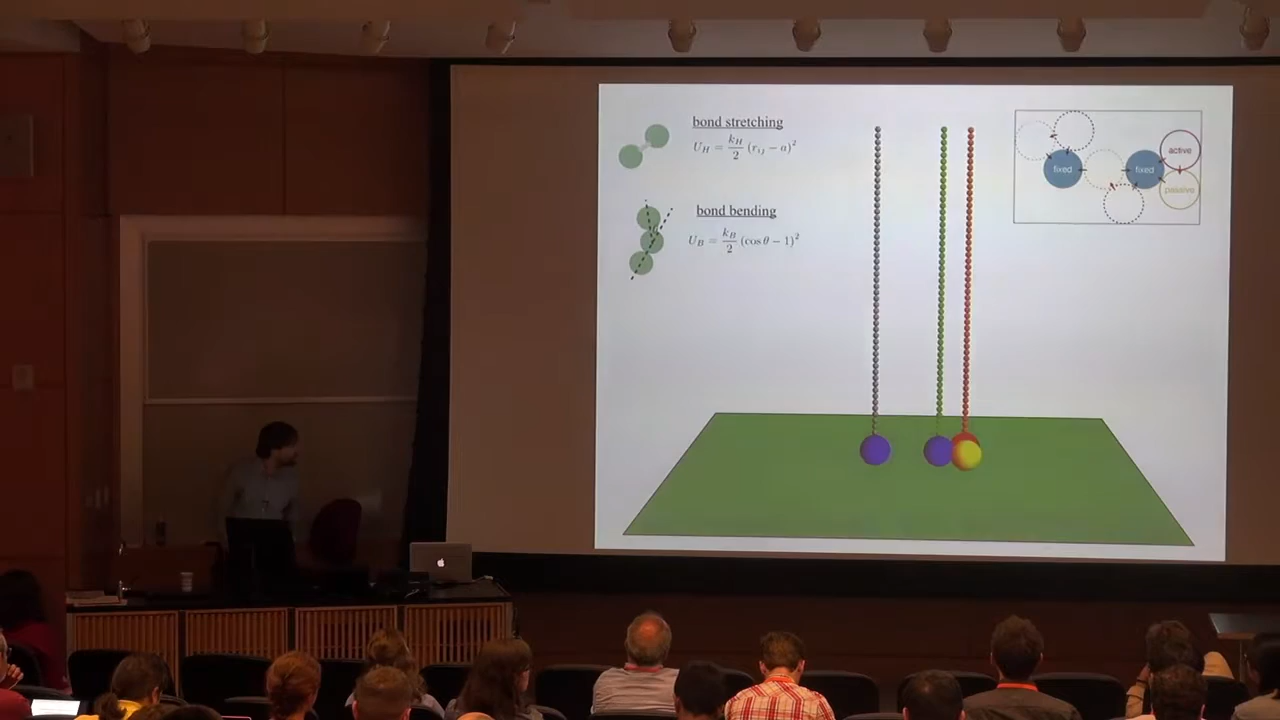 bond stretching
U_H = k_H/2 (r_ij − a)^2
bond bending
U_B = k_B/2 (cos θ − 1)^2
fixed
fixed
active
passive